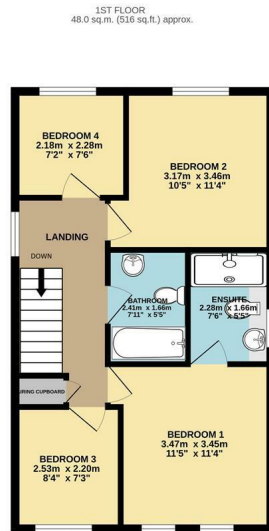 1ST FLOOR
48.0 sq.m. (516 sq.ft.) approx.
BEDROOM 4
2.18m x 2.28m
7'2" x 7'6"
BEDROOM 2
3.17m x 3.46m
10'5" x 11'4"
LANDING
DOWN
BATHROOM
2.41m x 1.66m
7'11" x 5'5"
ENSUITE
2.28m x 1.66m
7'6" x 5'5"
CUPBOARD
BEDROOM 1
3.47m x 3.45m
11'5" x 11'4"
BEDROOM 3
2.53m x 2.20m
8'4" x 7'3"